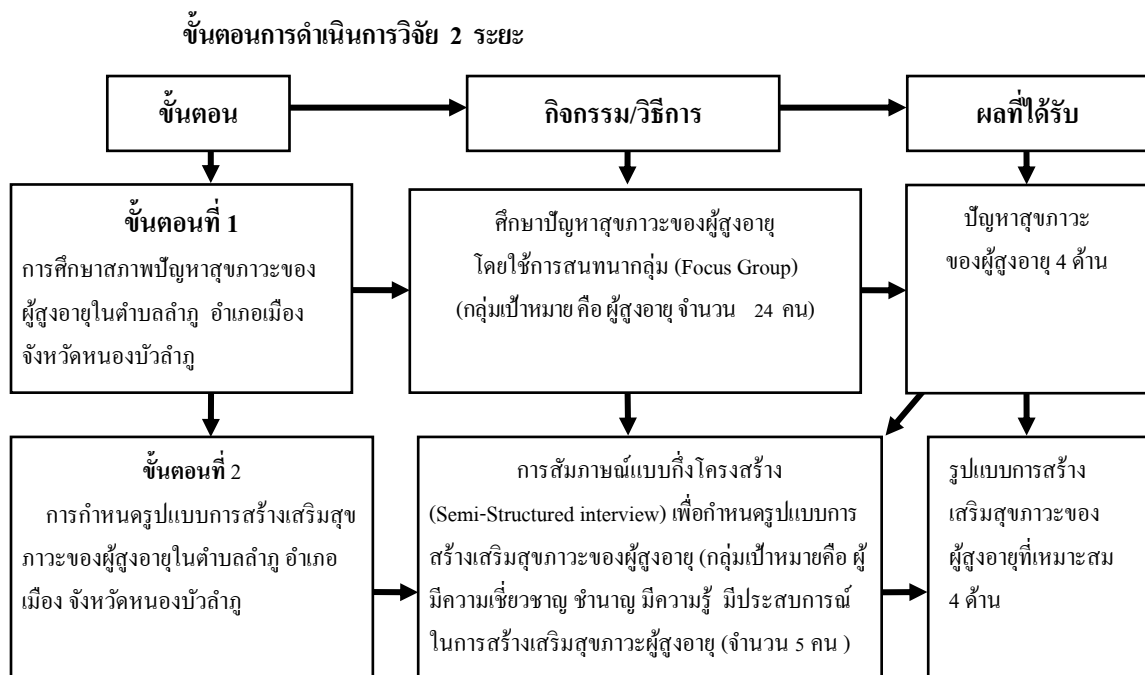 ขั้นตอนการดำเนินการวิจัย 2 ระยะ
ขั้นตอน
กิจกรรม/วิธีการ
ผลที่ได้รับ
ขั้นตอนที่ 1
การศึกษาสภาพปัญหาสุขภาวะของ
ผู้สูงอายุในตำบลลำภู อำเภอเมือง
จังหวัดหนองบัวลำภู
ศึกษาปัญหาสุขภาวะของผู้สูงอายุ
โดยใช้การสนทนากลุ่ม (Focus Group)
(กลุ่มเป้าหมาย คือ ผู้สูงอายุ จำนวน 24 คน)
ปัญหาสุขภาวะ
ของผู้สูงอายุ 4 ด้าน
ขั้นตอนที่ 2
การกำหนดรูปแบบการสร้างเสริมสุข
ภาวะของผู้สูงอายุในตำบลลำภู อำเภอ
เมือง จังหวัดหนองบัวลำภู
การสัมภาษณ์แบบกึ่งโครงสร้าง
(Semi-Structured interview) เพื่อกำหนดรูปแบบการ
สร้างเสริมสุขภาวะของผู้สูงอายุ (กลุ่มเป้าหมายคือ ผู้
มีความเชี่ยวชาญ ชำนาญ มีความรู้ มีประสบการณ์
ในการสร้างเสริมสุขภาวะผู้สูงอายุ (จำนวน 5 คน )
รูปแบบการสร้าง
เสริมสุขภาวะของ
ผู้สูงอายุที่เหมาะสม
4 ด้าน